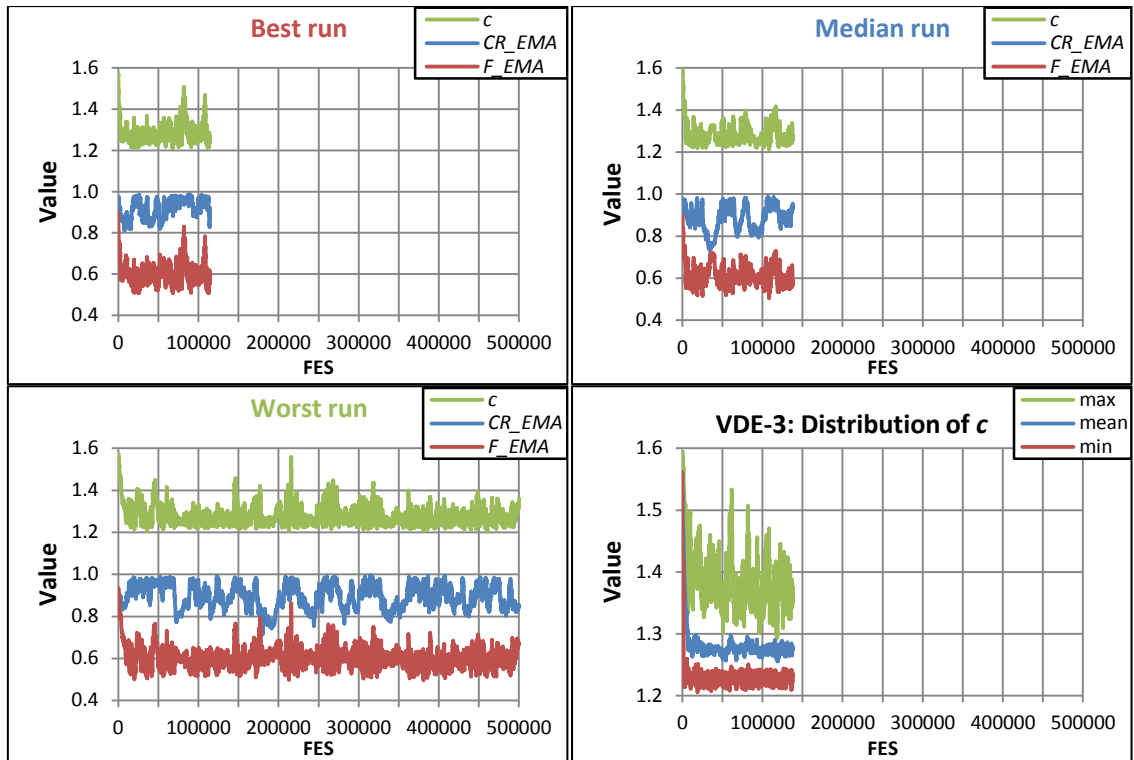 Best run
c
CR_EMA
F_EMA
Value
1.6
1.4
1.2
1.0
0.8
0.6
0.4
0 100000 200000 300000 400000 500000
FES
Median run
c
CR_EMA
F_EMA
Value
1.6
1.4
1.2
1.0
0.8
0.6
0.4
0 100000 200000 300000 400000 500000
FES
Worst run
c
CR_EMA
F_EMA
Value
1.6
1.4
1.2
1.0
0.8
0.6
0.4
0 100000 200000 300000 400000 500000
FES
VDE-3: Distribution of c
max
mean
min
Value
1.6
1.5
1.4
1.3
1.2
0 100000 200000 300000 400000 500000
FES